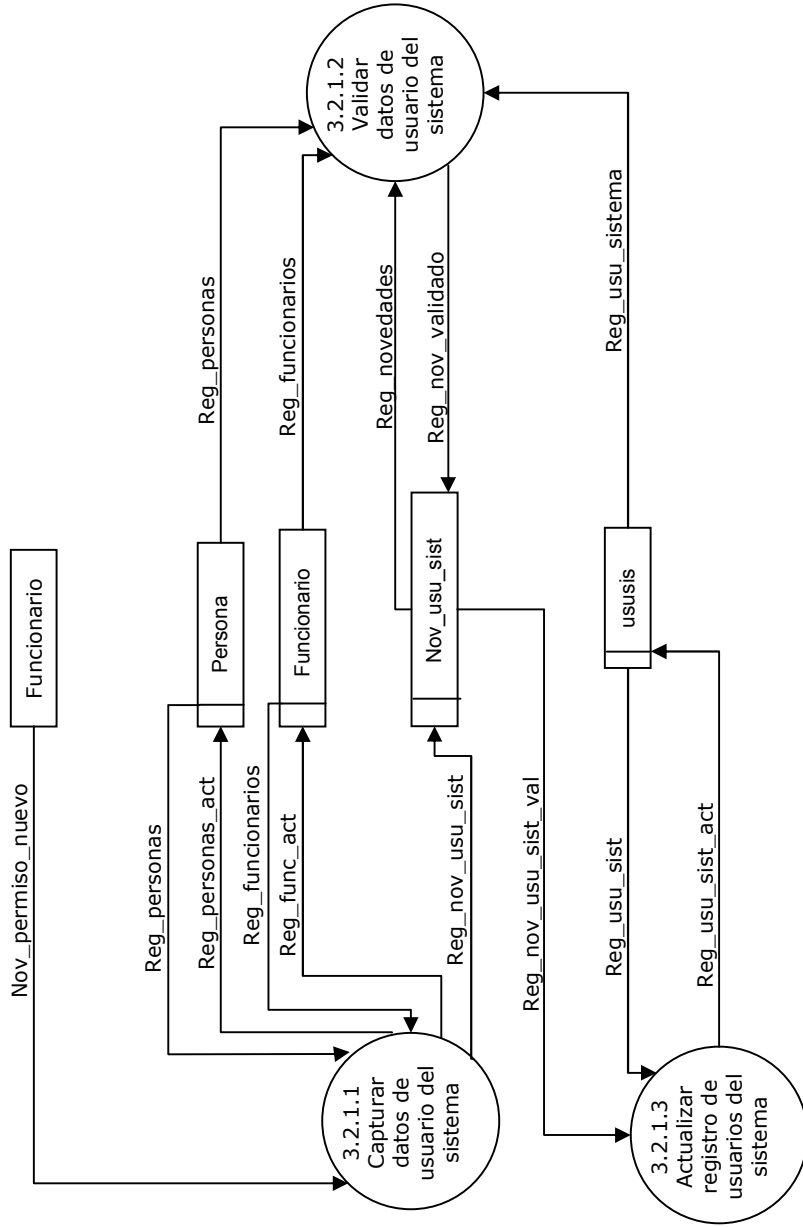 Funcionario
Nov_permiso_nuevo
Reg_personas
Persona
Reg_personas
Reg_personas_act
Reg_funcionarios
Funcionario
Reg_funcionarios
Reg_func_act
3.2.1.1
Capturar
datos de
usuario del
sistema
3.2.1.2
Validar
datos de
usuario del
sistema
Reg_novedades
Nov_usu_sist
Reg_nov_validado
Reg_nov_usu_sist
Reg_nov_usu_sist_val
Reg_usu_sistema
ususis
Reg_usu_sist
Reg_usu_sist_act
3.2.1.3
Actualizar
registro de
usuarios del
sistema